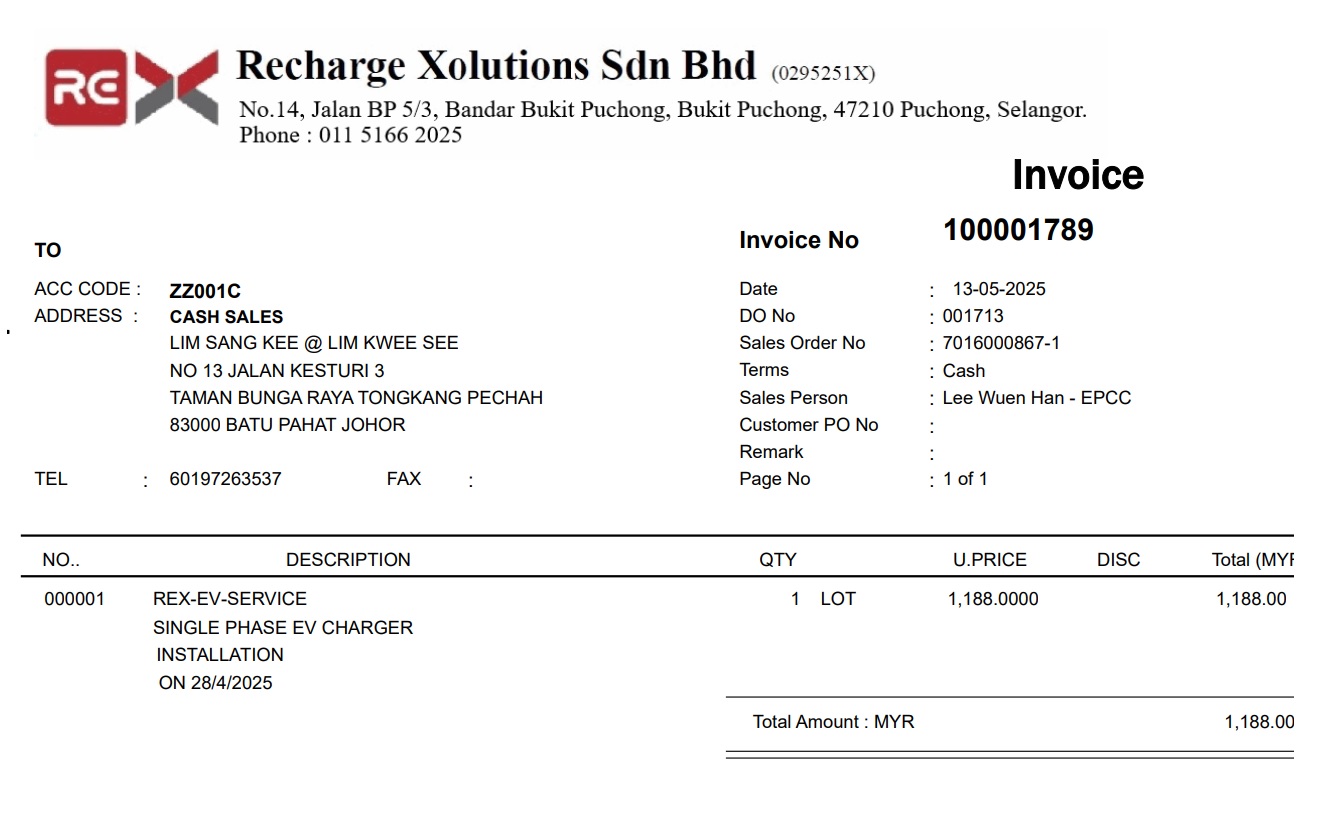 RE
Recharge Xolutions Sdn Bhd (0295251X)
No.14, Jalan BP 5/3, Bandar Bukit Puchong, Bukit Puchong, 47210 Puchong, Selangor.
Phone : 011 5166 2025
Invoice
Invoice No 100001789
TO
ACC CODE : ZZ001C
ADDRESS : CASH SALES
LIM SANG KEE @ LIM KWEE SEE
NO 13 JALAN KESTURI 3
TAMAN BUNGA RAYA TONGKANG PECHAH
83000 BATU PAHAT JOHOR
TEL : 60197263537 FAX :
Date : 13-05-2025
DO No : 001713
Sales Order No : 7016000867-1
Terms : Cash
Sales Person : Lee Wuen Han - EPCC
Customer PO No :
Remark :
Page No : 1 of 1
NO.. DESCRIPTION QTY U.PRICE DISC Total (MYR
000001 REX-EV-SERVICE 1 LOT 1,188.0000 1,188.00
SINGLE PHASE EV CHARGER
INSTALLATION
ON 28/4/2025
Total Amount : MYR 1,188.00